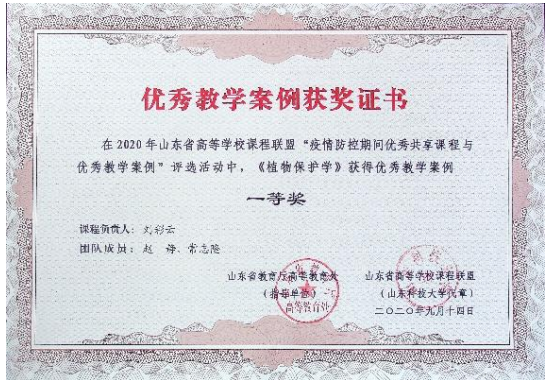 优秀教学案例获奖证书
在2020年山东省高等学校课程联盟“疫情防控期间优秀共享课程与
优秀教学案例”评选活动中，《植物保护学》获得优秀教学案例
一等奖
课程负责人：刘彩云
团队成员：赵 静、常志隆
山东省教育厅高等教育处 山东省高等学校课程联盟
（指导单位） （山东科技大学代章）
高等教育处
二〇二〇年九月十四日